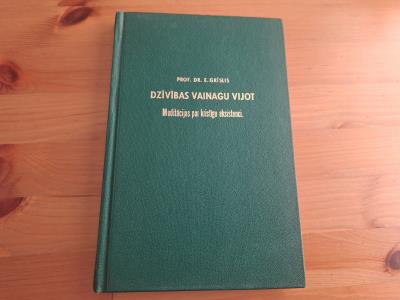 PROF. DR. E. GRĪSLIS
DZĪVĪBAS VAINAGU VIJOT
Meditācijas par kristīgo eksistenci.